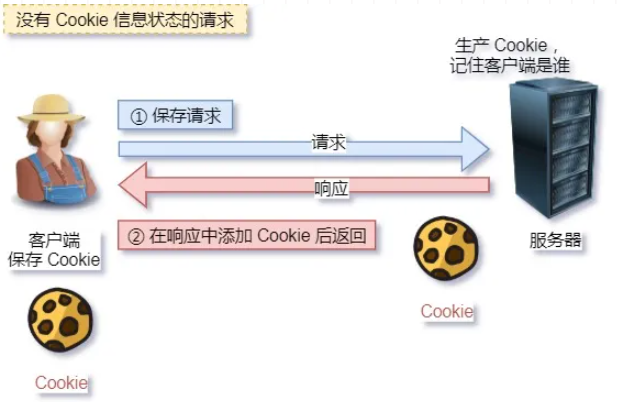 没有 Cookie 信息状态的请求
生产 Cookie，
记住客户端是谁
① 保存请求
请求
响应
② 在响应中添加 Cookie 后返回
客户端
保存 Cookie
服务器
Cookie
Cookie